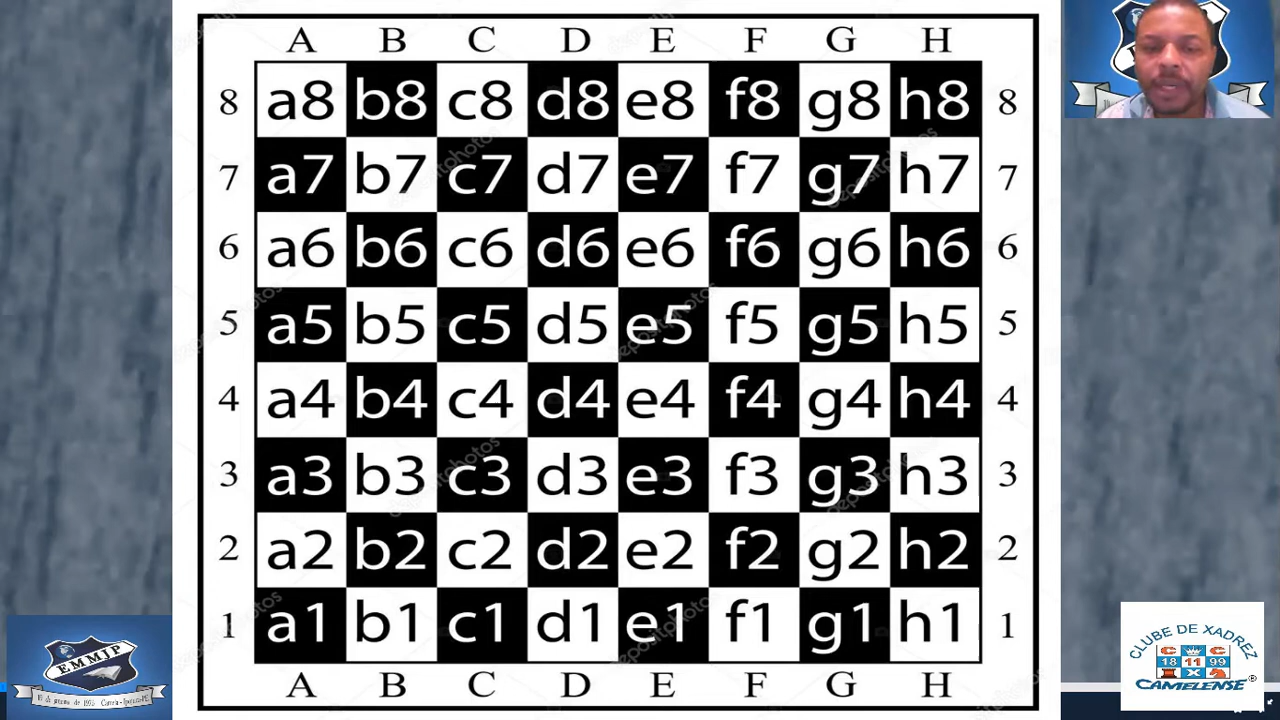 A B C D E F G H
8 a8 b8 c8 d8 e8 f8 g8 h8 8
7 a7 b7 c7 d7 e7 f7 g7 h7 7
6 a6 b6 c6 d6 e6 f6 g6 h6 6
5 a5 b5 c5 d5 e5 f5 g5 h5 5
4 a4 b4 c4 d4 e4 f4 g4 h4 4
3 a3 b3 c3 d3 e3 f3 g3 h3 3
2 a2 b2 c2 d2 e2 f2 g2 h2 2
1 a1 b1 c1 d1 e1 f1 g1 h1 1
A B C D E F G H
depositphotos
EMMIP
CLUBE DE XADREZ
C C
18 11 99
CAMELENSE